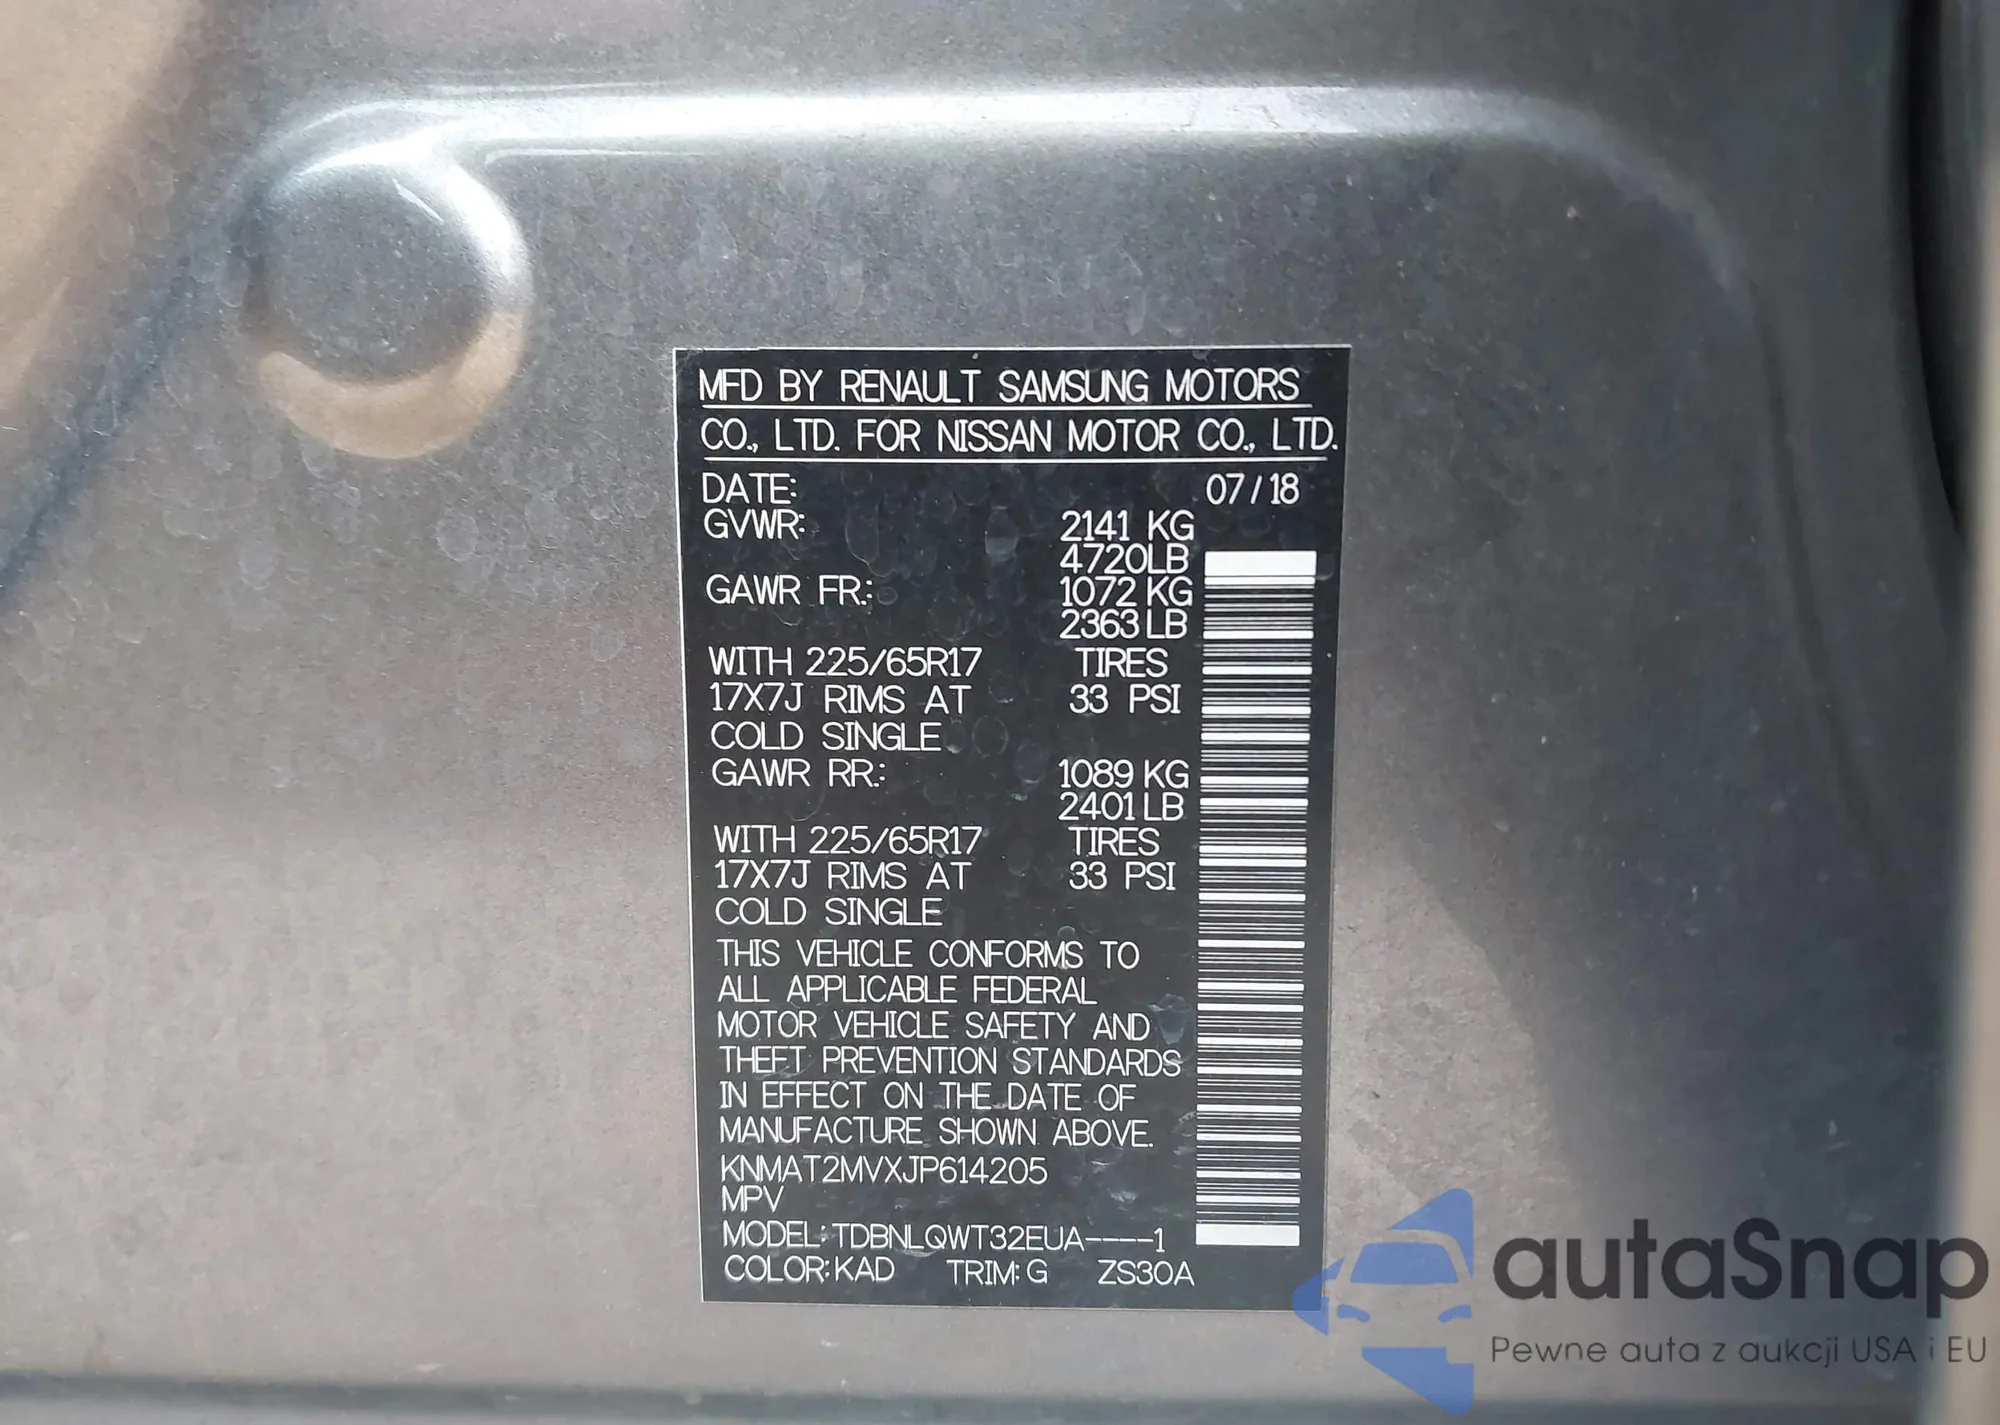 MFD BY RENAULT SAMSUNG MOTORS
CO., LTD. FOR NISSAN MOTOR CO., LTD.
DATE: 07/18
GVWR: 2141 KG
4720LB
GAWR FR.: 1072 KG
2363LB
WITH 225/65R17 TIRES
17X7J RIMS AT 33 PSI
COLD SINGLE
GAWR RR.: 1089 KG
2401LB
WITH 225/65R17 TIRES
17X7J RIMS AT 33 PSI
COLD SINGLE
THIS VEHICLE CONFORMS TO
ALL APPLICABLE FEDERAL
MOTOR VEHICLE SAFETY AND
THEFT PREVENTION STANDARDS
IN EFFECT ON THE DATE OF
MANUFACTURE SHOWN ABOVE.
KNMAT2MVXJP614205
MPV
MODEL: TDBNLQWT32EUA----1
COLOR: KAD TRIM: G ZS30A
autaSnap
Pewne auta z aukcji USA i EU